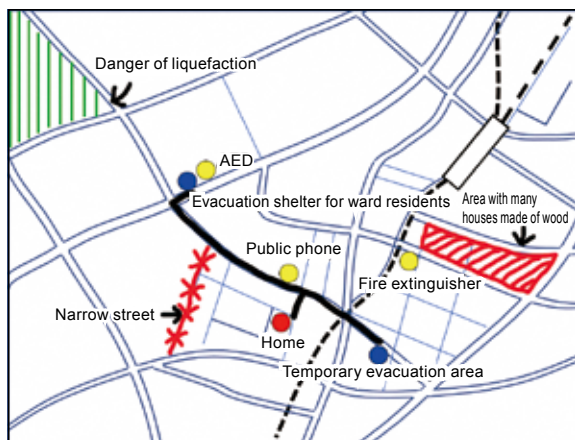 Danger of liquefaction
AED
Evacuation shelter for ward residents
Area with many
houses made of wood
Public phone
Fire extinguisher
Narrow street
Home
Temporary evacuation area